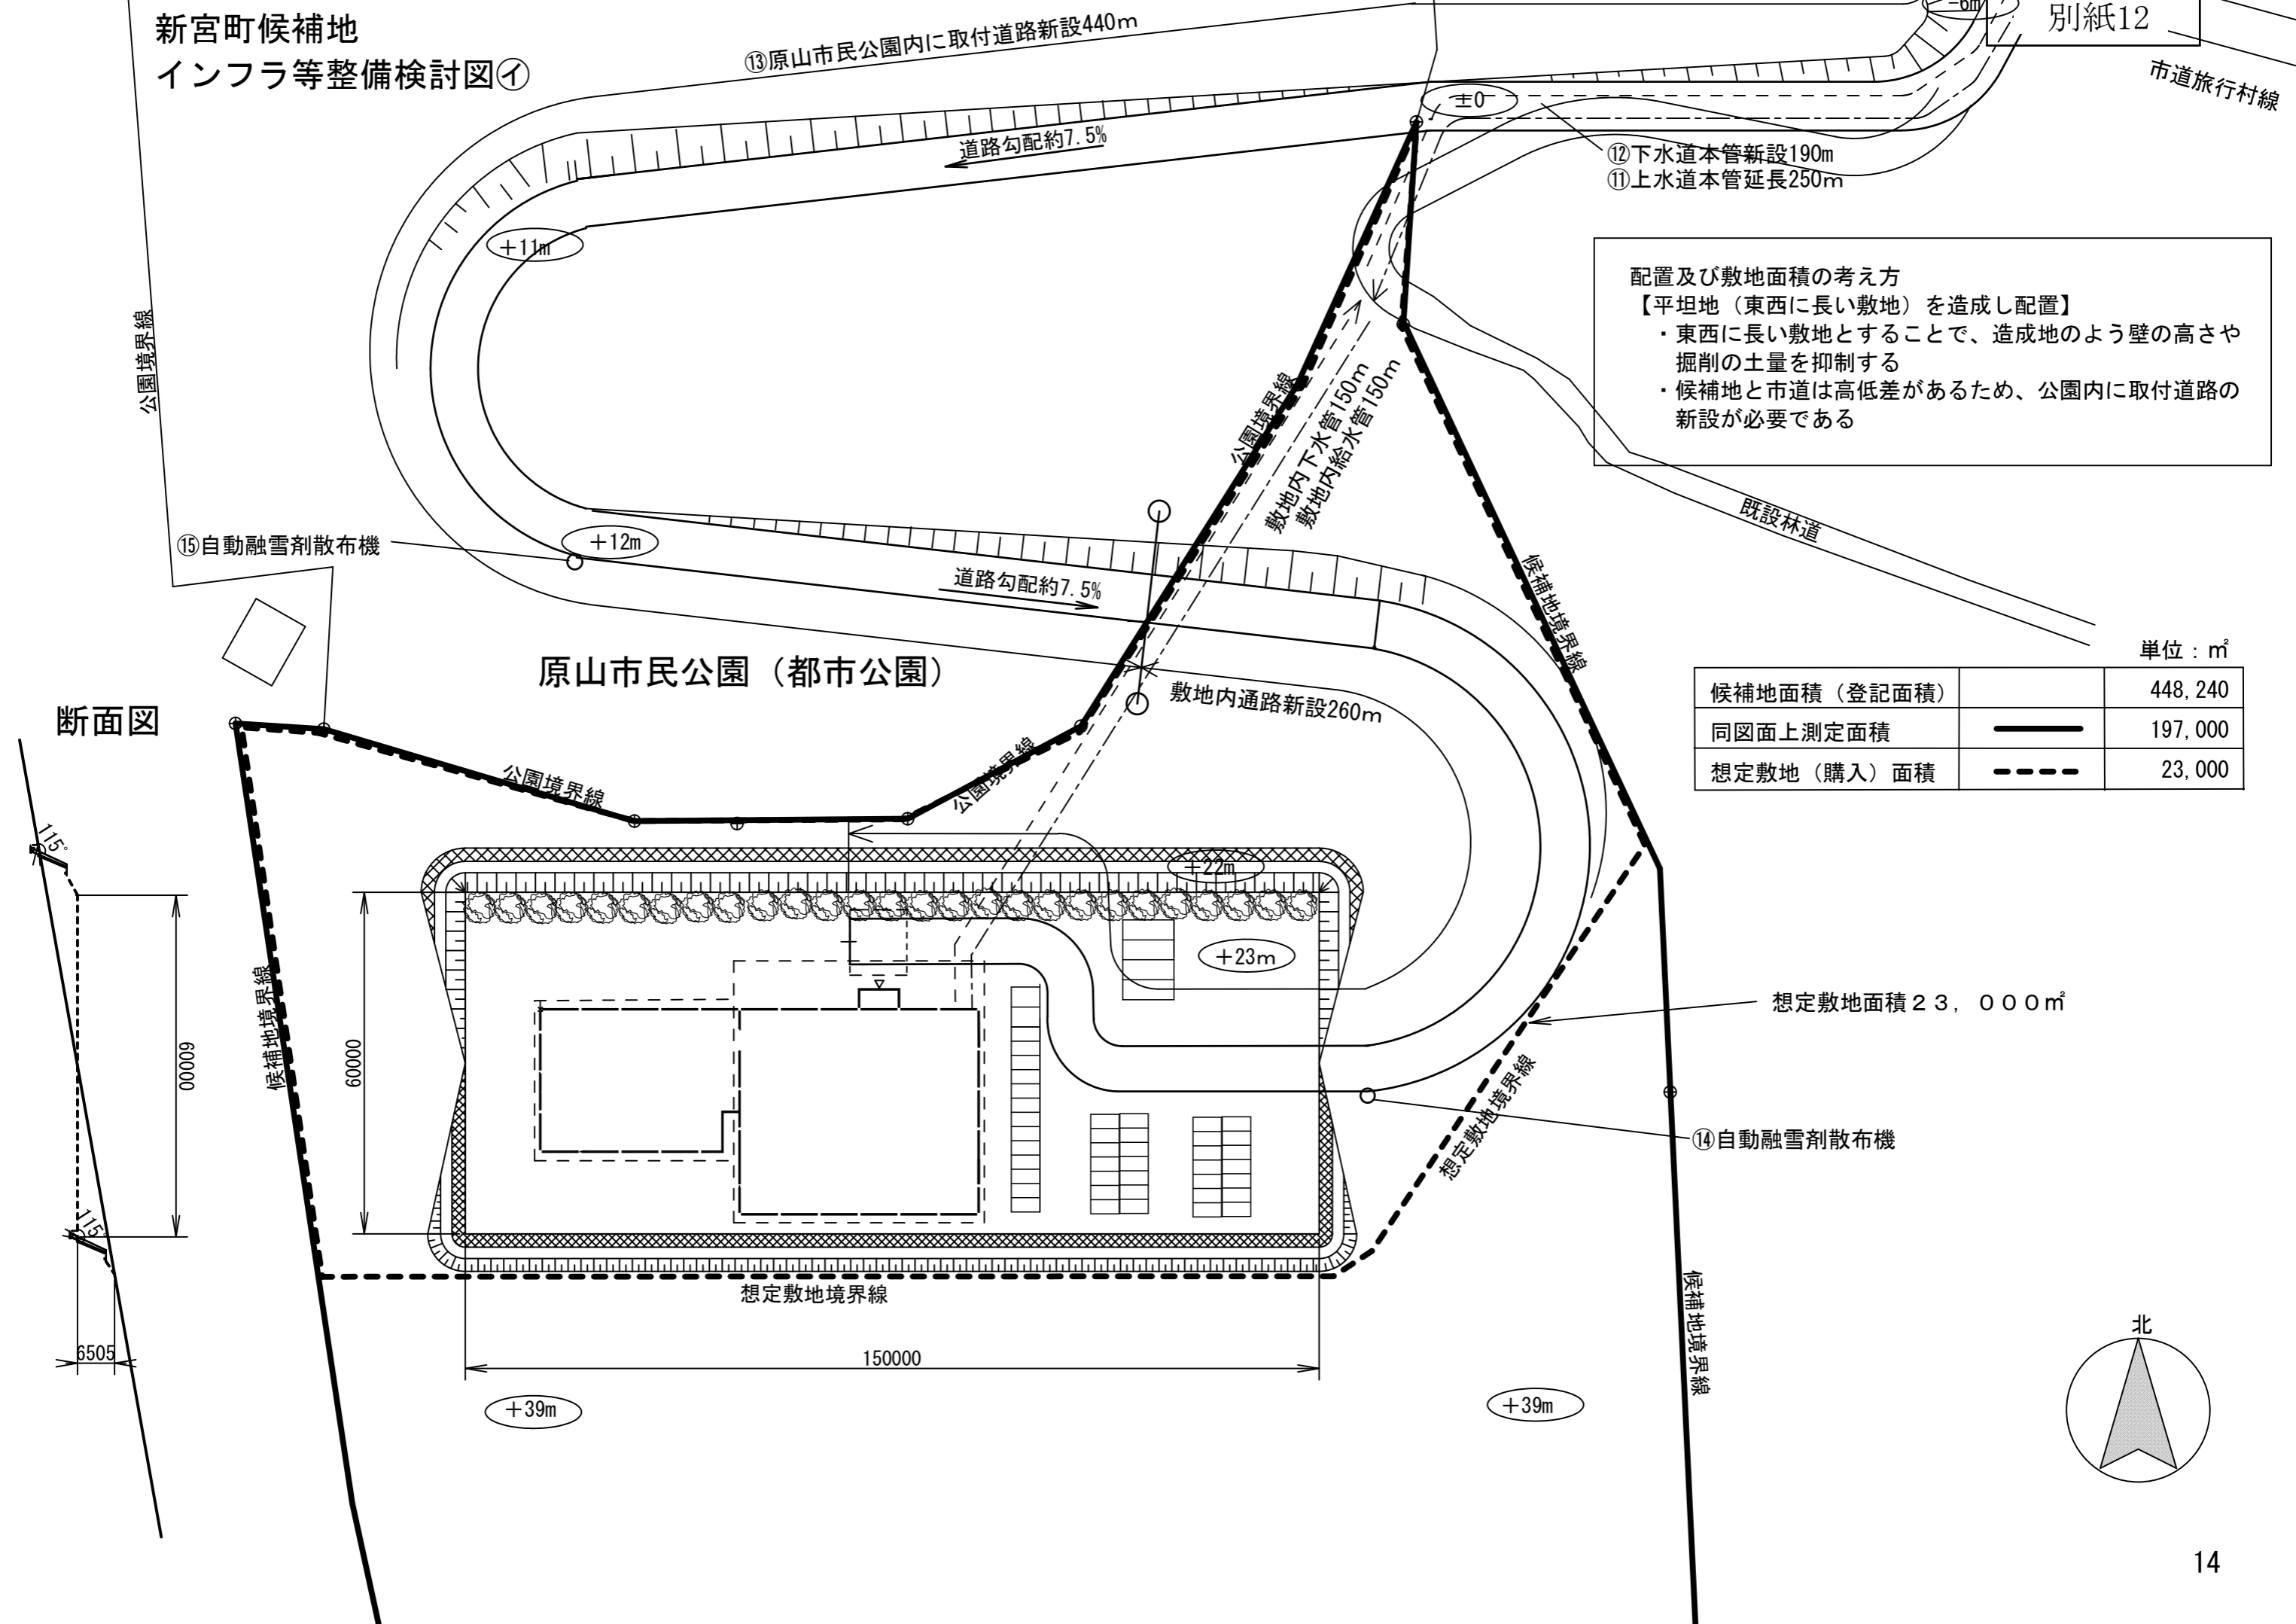 新宮町候補地
インフラ等整備検討図㋑
別紙12
-6m
市道旅行村線
⑬原山市民公園内に取付道路新設440m
±0
道路勾配約7.5%
⑫下水道本管新設190m
⑪上水道本管延長250m
+11m
公園境界線
配置及び敷地面積の考え方
【平坦地（東西に長い敷地）を造成し配置】
・東西に長い敷地とすることで、造成地のよう壁の高さや
掘削の土量を抑制する
・候補地と市道は高低差があるため、公園内に取付道路の
新設が必要である
公園境界線
敷地内下水管150m
敷地内給水管150m
既設林道
⑮自動融雪剤散布機
+12m
道路勾配約7.5%
候補地境界線
原山市民公園（都市公園）
敷地内通路新設260m
単位：㎡
候補地面積（登記面積） 448,240
同図面上測定面積 197,000
想定敷地（購入）面積 23,000
断面図
公園境界線
公園境界線
115°
+22m
+23m
60000
60000
候補地境界線
想定敷地面積２３，０００㎡
想定敷地境界線
⑭自動融雪剤散布機
115°
想定敷地境界線
候補地境界線
6505
150000
+39m
+39m
北
14